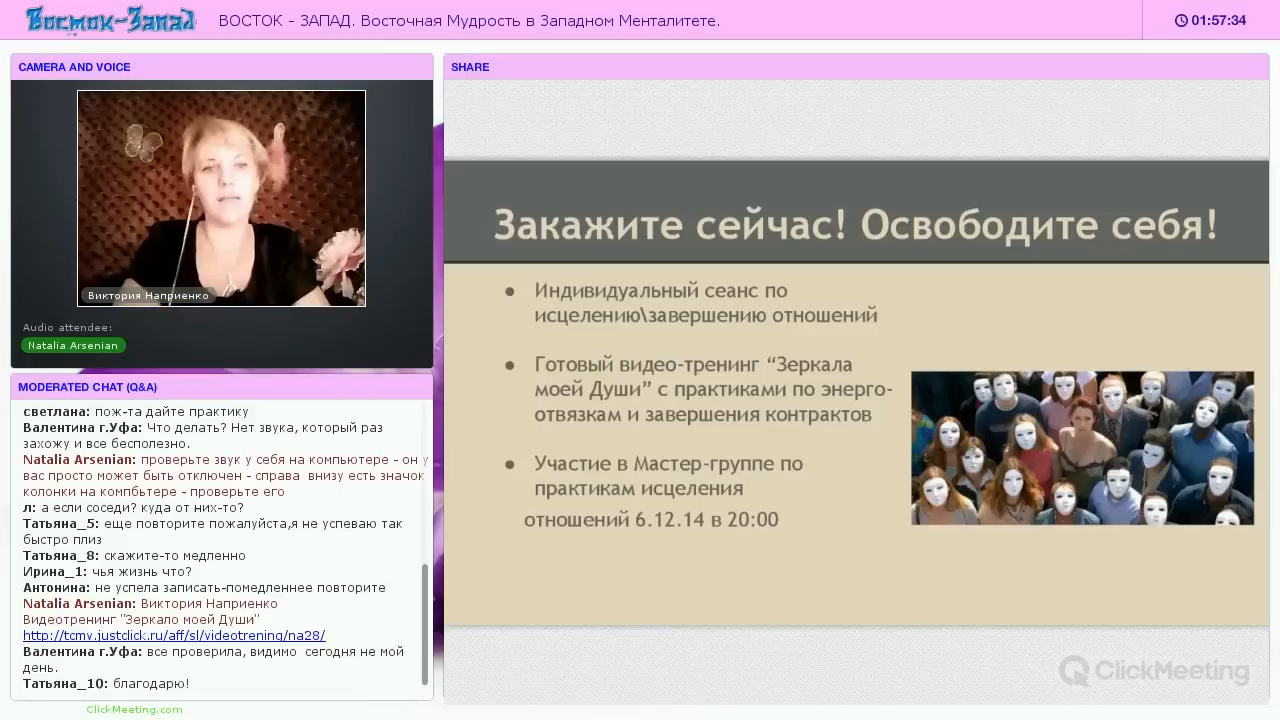 Восток-Запад
ВОСТОК - ЗАПАД. Восточная Мудрость в Западном Менталитете.
01:57:34
CAMERA AND VOICE
Виктория Наприенко
Audio attendee:
Natalia Arsenian
MODERATED CHAT (Q&A)
светлана: пож-та дайте практику
Валентина г.Уфа: Что делать? Нет звука, который раз
захожу и все бесполезно.
Natalia Arsenian: проверьте звук у себя на компьютере - он у
вас просто может быть отключен - справа внизу есть значок
колонки на компбьтере - проверьте его
л: а если соседи? куда от них-то?
Татьяна_5: еще повторите пожалуйста,я не успеваю так
быстро плиз
Татьяна_8: скажите-то медленно
Ирина_1: чья жизнь что?
Антонина: не успела записать-помедленнее повторите
Natalia Arsenian: Виктория Наприенко
Видеотренинг "Зеркало моей Души"
http://tcmv.justclick.ru/aff/sl/videotrening/na28/
Валентина г.Уфа: все проверила, видимо сегодня не мой
день.
Татьяна_10: благодарю!
ClickMeeting.com
SHARE
Закажите сейчас! Освободите себя!
● Индивидуальный сеанс по
исцелению\завершению отношений
● Готовый видео-тренинг “Зеркала
моей Души” с практиками по энерго-
отвязкам и завершения контрактов
● Участие в Мастер-группе по
практикам исцеления
отношений 6.12.14 в 20:00
ClickMeeting